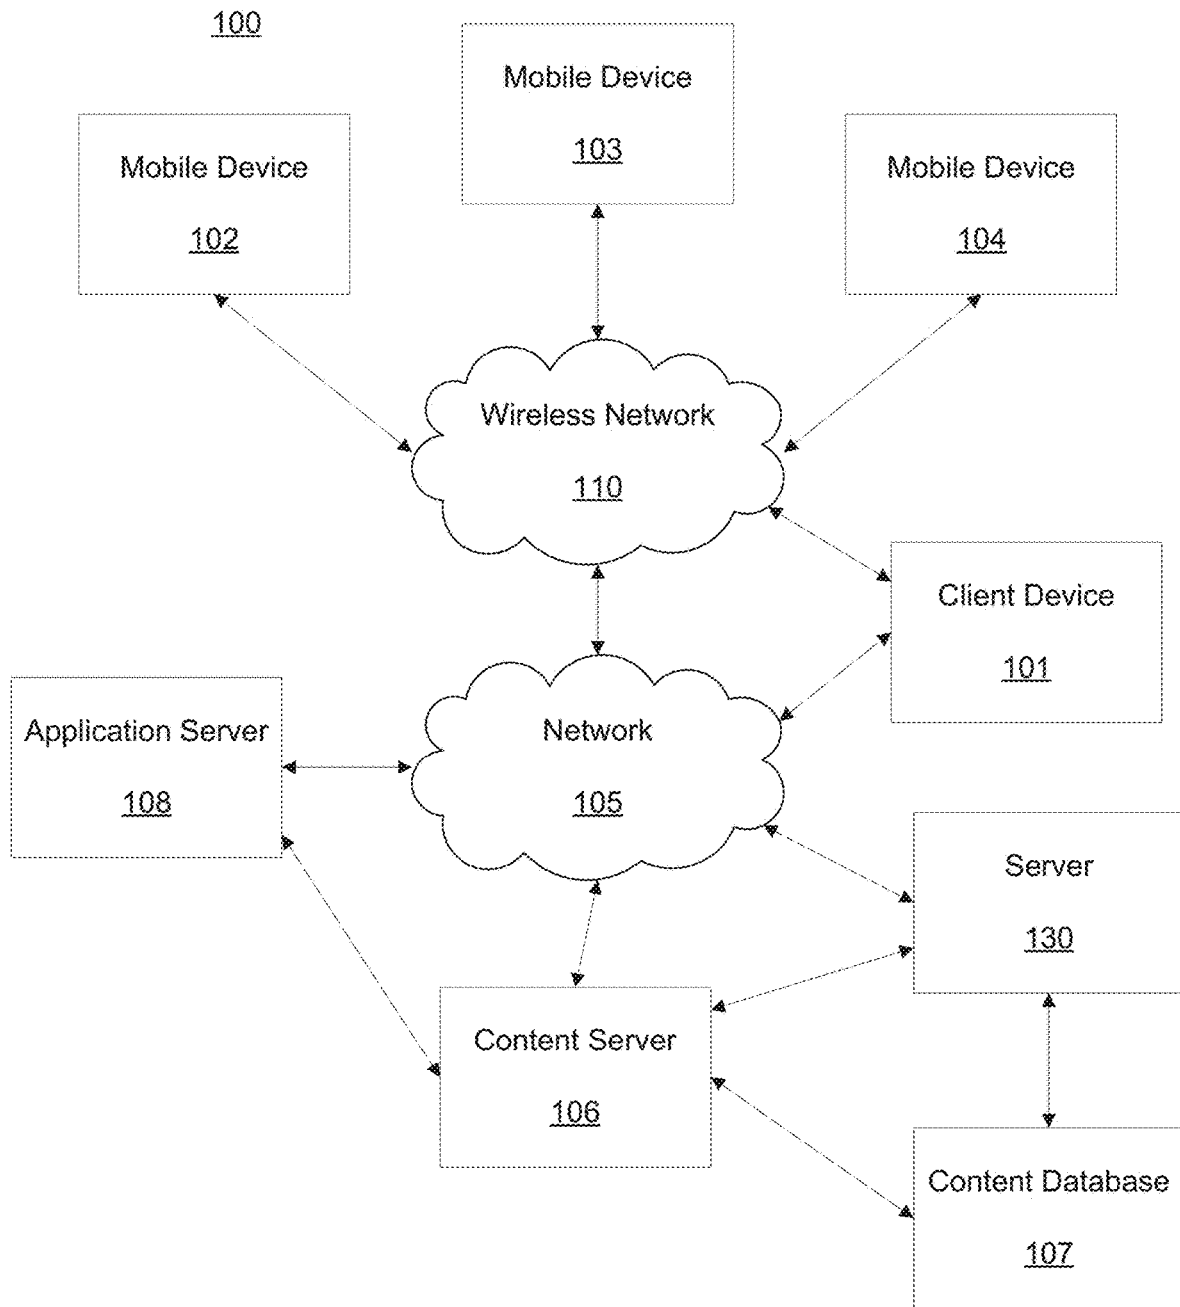 100
Mobile Device
103
Mobile Device
102
Mobile Device
104
Wireless Network
110
Client Device
101
Application Server
108
Network
105
Server
130
Content Server
106
Content Database
107